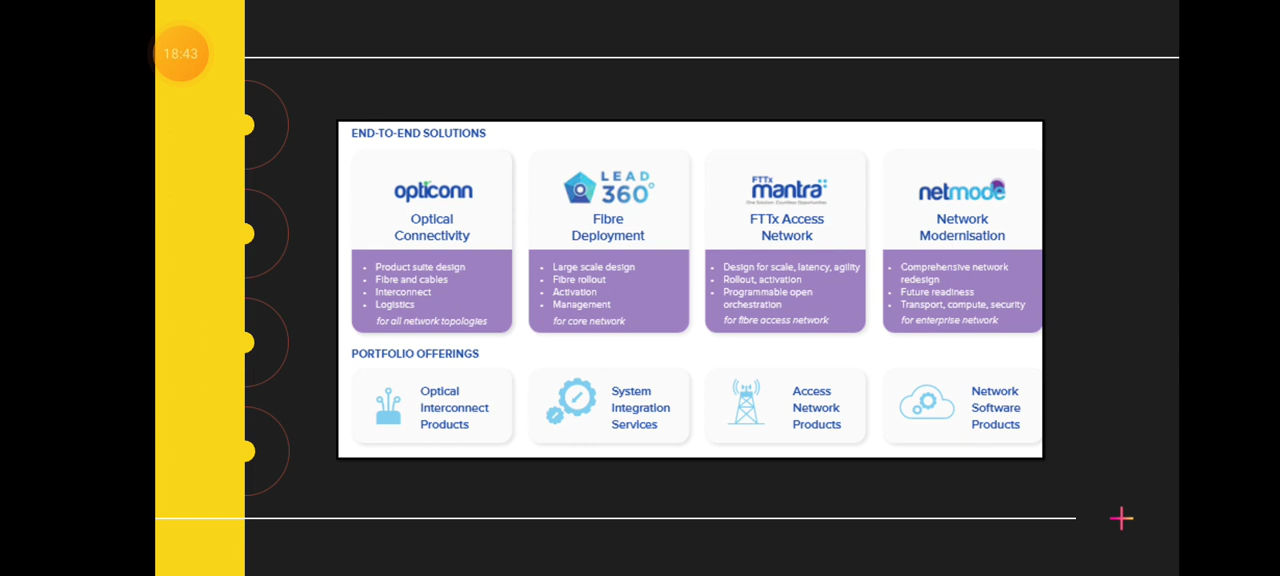 18:43
END-TO-END SOLUTIONS
opticonn
Optical
Connectivity
• Product suite design
• Fibre and cables
• Interconnect
• Logistics
for all network topologies
LEAD
360°
Fibre
Deployment
• Large scale design
• Fibre rollout
• Activation
• Management
for core network
FTTx
mantra
One Solution. Countless Opportunities
FTTx Access
Network
• Design for scale, latency, agility
• Rollout, activation
• Programmable open
orchestration
for fibre access network
netmode
Network
Modernisation
• Comprehensive network
redesign
• Future readiness
• Transport, compute, security
for enterprise network
PORTFOLIO OFFERINGS
Optical
Interconnect
Products
System
Integration
Services
Access
Network
Products
Network
Software
Products